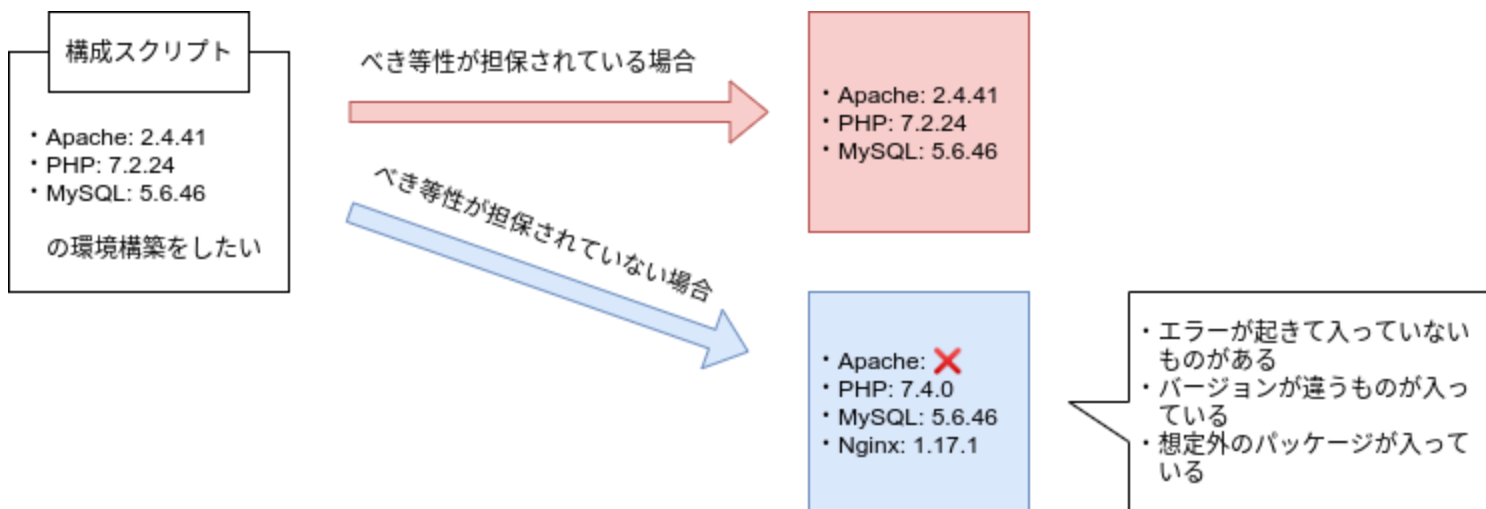 構成スクリプト
・Apache: 2.4.41
・PHP: 7.2.24
・MySQL: 5.6.46
の環境構築をしたい
べき等性が担保されている場合
べき等性が担保されていない場合
・Apache: 2.4.41
・PHP: 7.2.24
・MySQL: 5.6.46
・Apache: ❌
・PHP: 7.4.0
・MySQL: 5.6.46
・Nginx: 1.17.1
・エラーが起きて入っていない
ものがある
・バージョンが違うものが入っ
ている
・想定外のパッケージが入って
いる